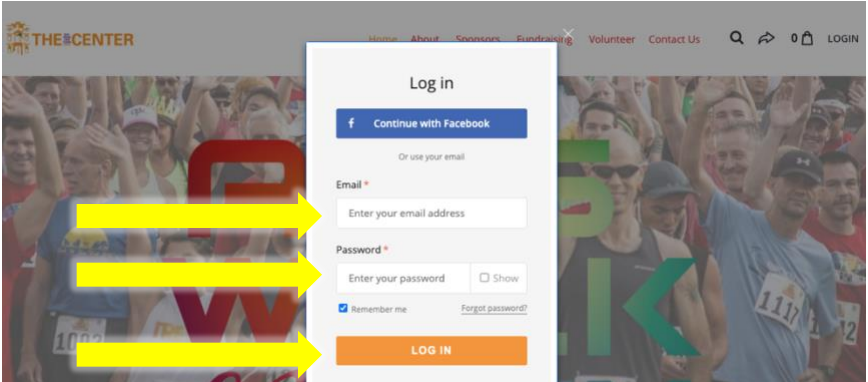 THE CENTER
Home About Sponsors Fundraising Volunteer Contact Us 0 LOGIN
Log in
f Continue with Facebook
Or use your email
Email *
Enter your email address
Password *
Enter your password Show
Remember me Forgot password?
LOG IN
1117